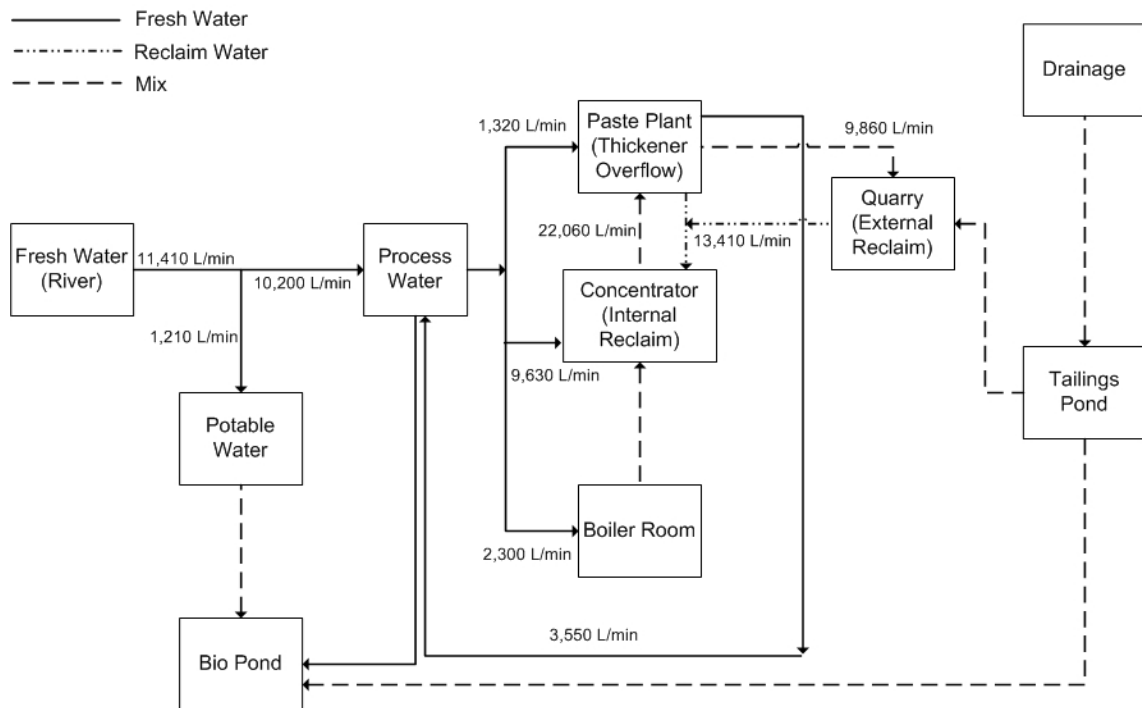 Fresh Water
Reclaim Water
Mix
Drainage
1,320 L/min
Paste Plant
(Thickener
Overflow)
9,860 L/min
Quarry
(External
Reclaim)
22,060 L/min
13,410 L/min
Fresh Water
(River)
11,410 L/min
10,200 L/min
Process
Water
Concentrator
(Internal
Reclaim)
1,210 L/min
9,630 L/min
Tailings
Pond
Potable
Water
Boiler Room
2,300 L/min
3,550 L/min
Bio Pond